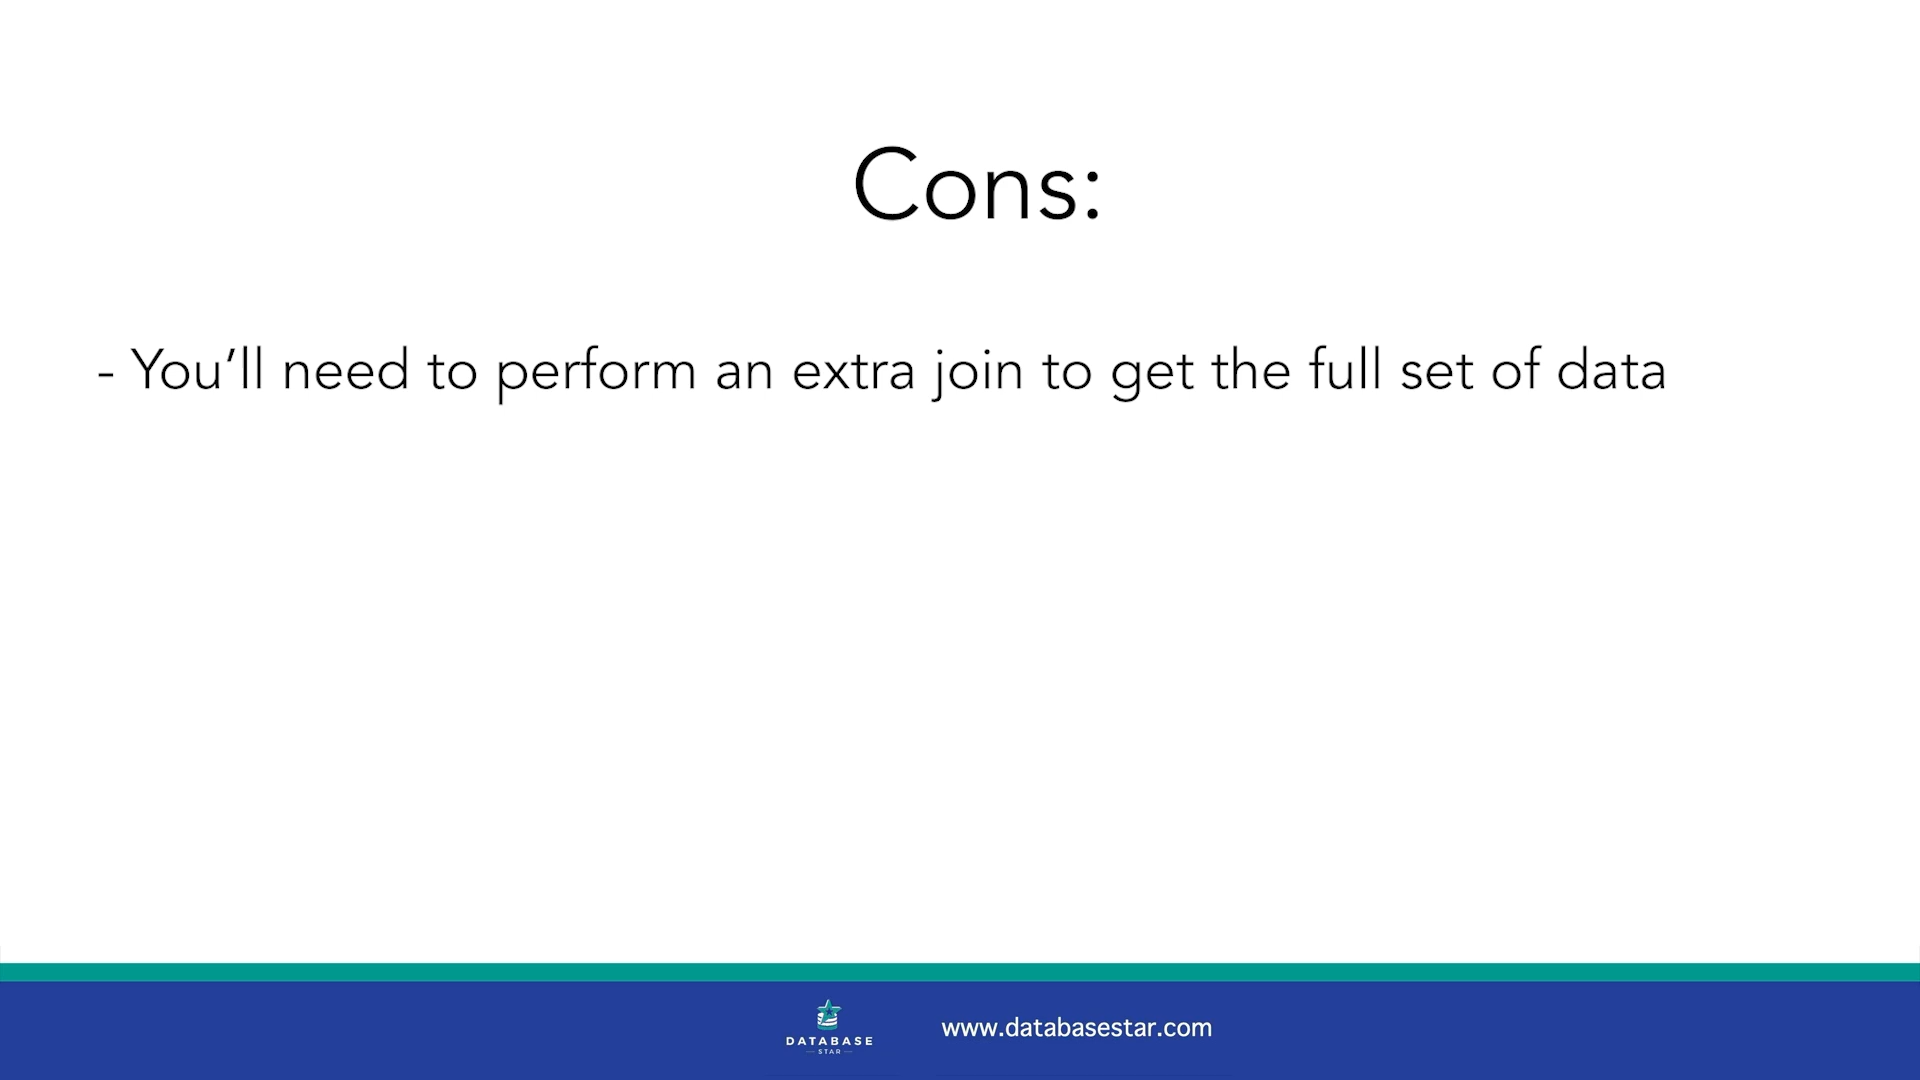 Cons:
- You’ll need to perform an extra join to get the full set of data
DATABASE
STAR
www.databasestar.com